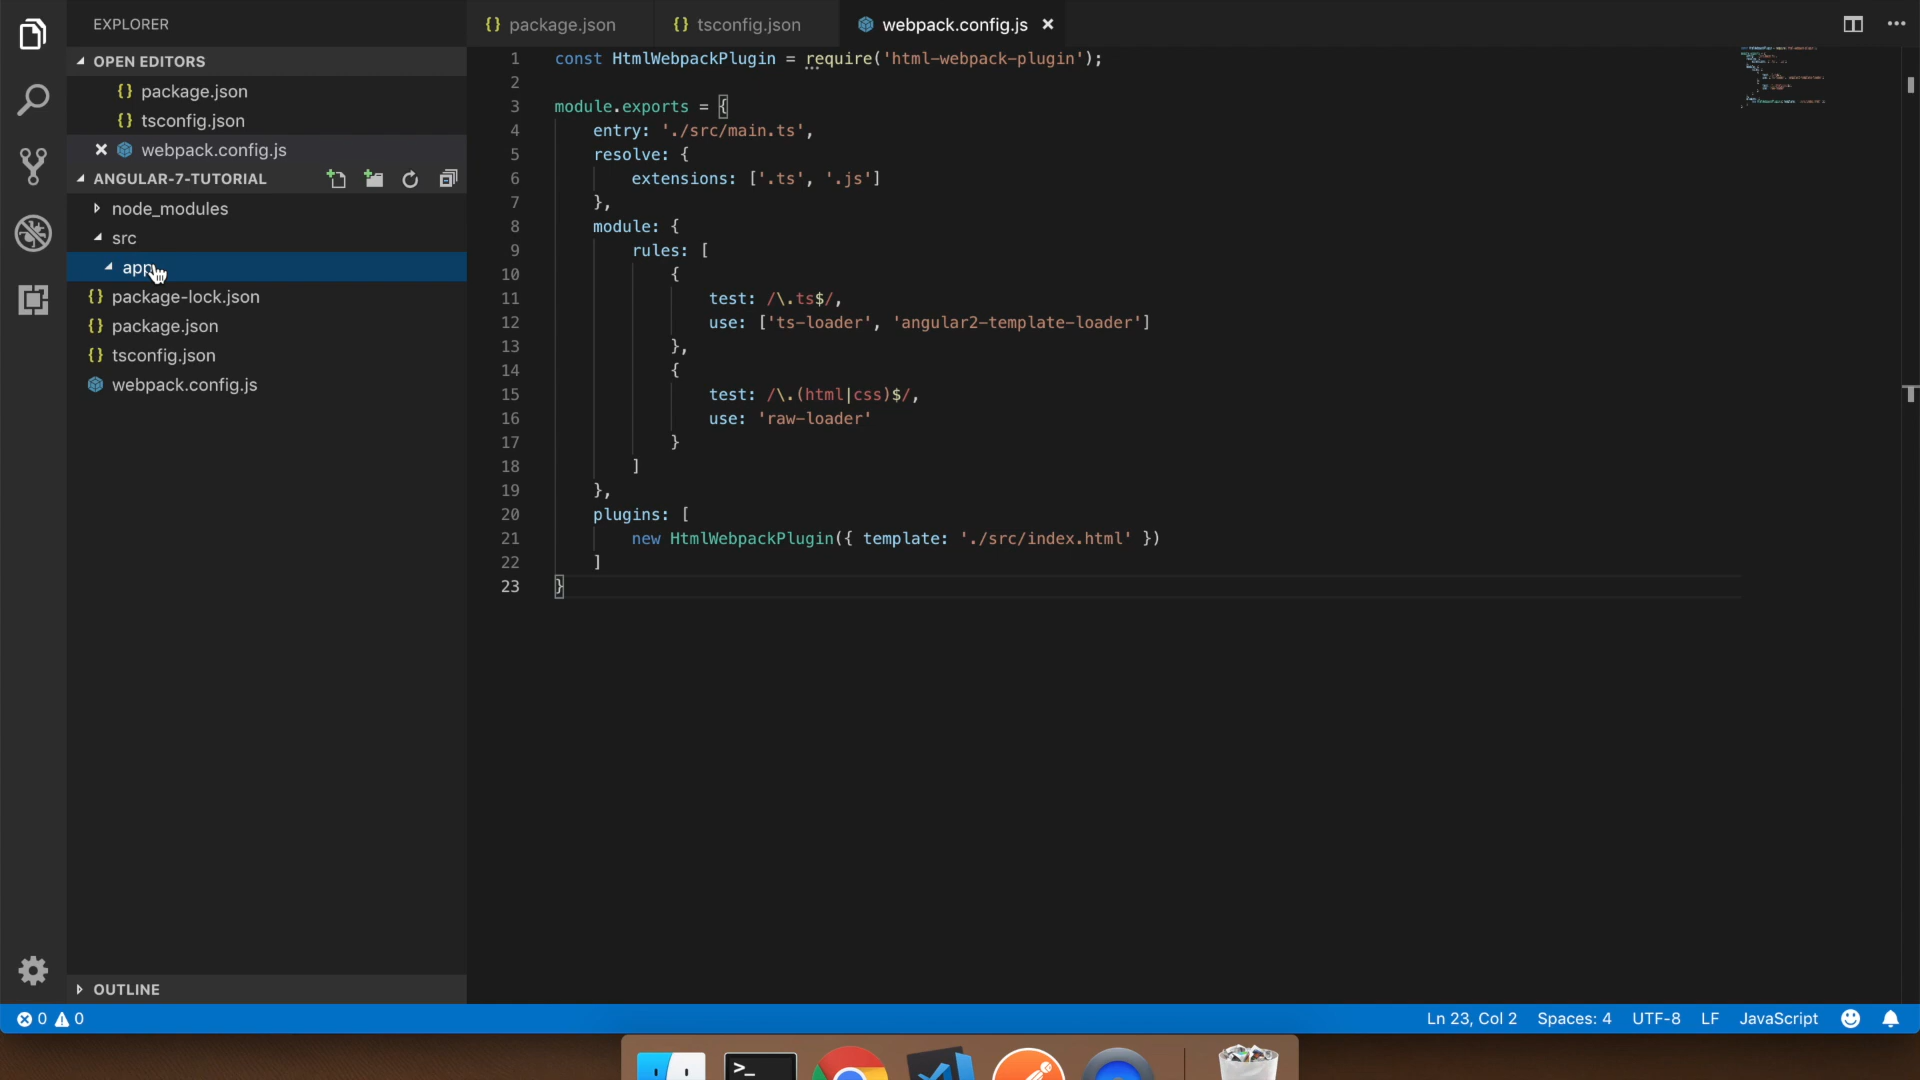 EXPLORER
OPEN EDITORS
{} package.json
{} tsconfig.json
webpack.config.js
ANGULAR-7-TUTORIAL
node_modules
src
app
{} package-lock.json
{} package.json
{} tsconfig.json
webpack.config.js
OUTLINE
{} package.json
{} tsconfig.json
webpack.config.js
1 const HtmlWebpackPlugin = require('html-webpack-plugin');
2
3 module.exports = {
4     entry: './src/main.ts',
5     resolve: {
6         extensions: ['.ts', '.js']
7     },
8     module: {
9         rules: [
10             {
11                 test: /\.ts$/,
12                 use: ['ts-loader', 'angular2-template-loader']
13             },
14             {
15                 test: /\.(html|css)$/,
16                 use: 'raw-loader'
17             }
18         ]
19     },
20     plugins: [
21         new HtmlWebpackPlugin({ template: './src/index.html' })
22     ]
23 }
0 0
Ln 23, Col 2 Spaces: 4 UTF-8 LF JavaScript
>_